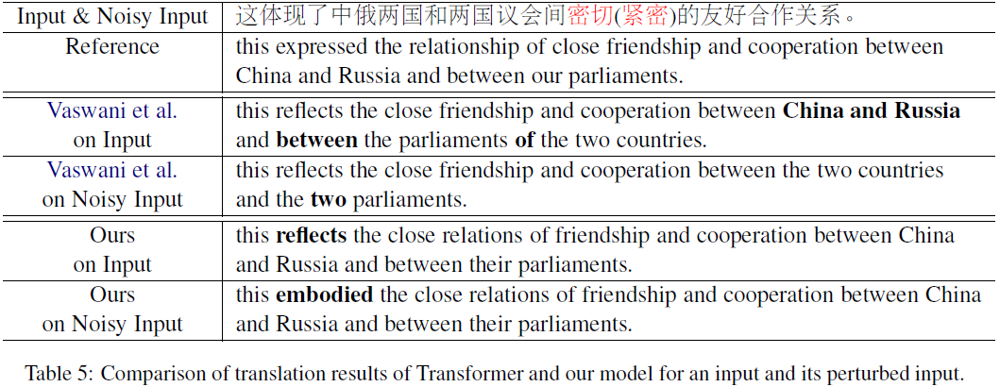 Input & Noisy Input 这体现了中俄两国和两国议会间密切(紧密)的友好合作关系。
Reference this expressed the relationship of close friendship and cooperation between
China and Russia and between our parliaments.
Vaswani et al. this reflects the close friendship and cooperation between China and Russia
on Input and between the parliaments of the two countries.
Vaswani et al. this reflects the close friendship and cooperation between the two countries
on Noisy Input and the two parliaments.
Ours this reflects the close relations of friendship and cooperation between China
on Input and Russia and between their parliaments.
Ours this embodied the close relations of friendship and cooperation between China
on Noisy Input and Russia and between their parliaments.
Table 5: Comparison of translation results of Transformer and our model for an input and its perturbed input.